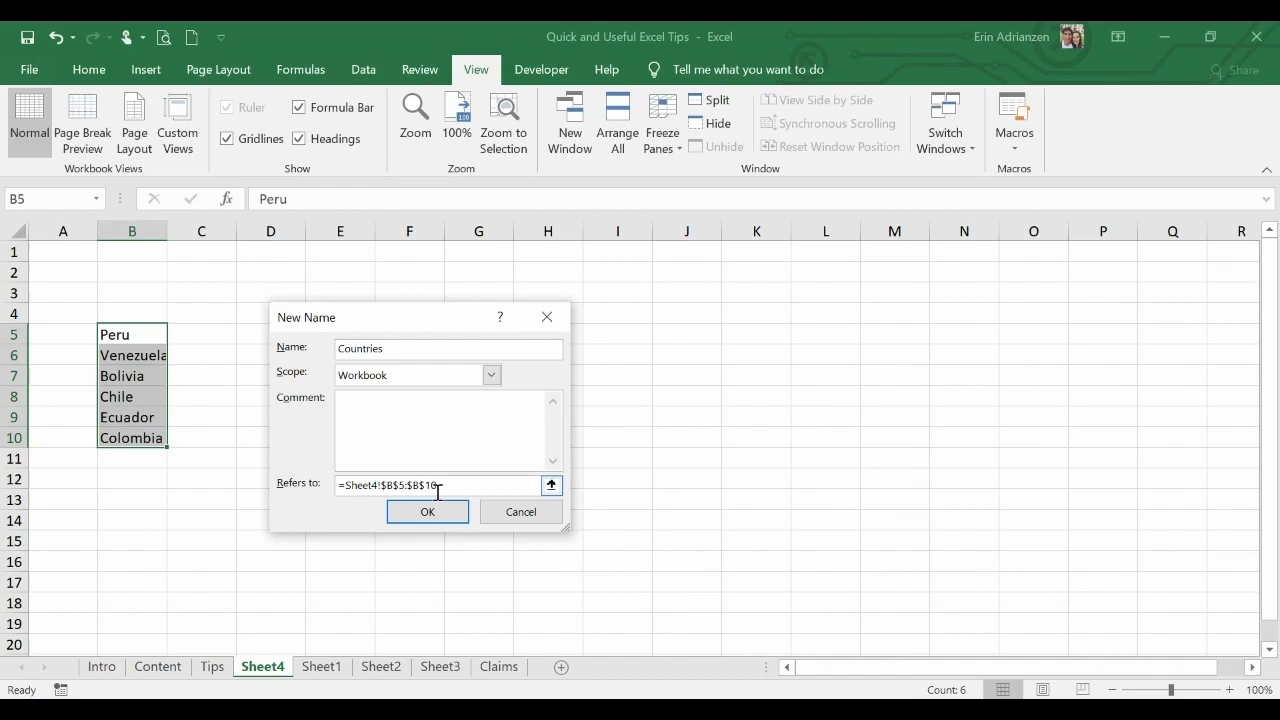 Quick and Useful Excel Tips - Excel
Erin Adrianzen
File Home Insert Page Layout Formulas Data Review View Developer Help Tell me what you want to do Share
Normal Page Break Preview Page Layout Custom Views
Workbook Views
Ruler Formula Bar
Gridlines Headings
Show
Zoom 100% Zoom to Selection
Zoom
New Window Arrange All Freeze Panes
Split
Hide
Unhide
View Side by Side
Synchronous Scrolling
Reset Window Position
Switch Windows
Window
Macros
Macros
B5 fx Peru
A B C D E F G H I J K L M N O P Q R
1
2
3
4
5 Peru
6 Venezuela
7 Bolivia
8 Chile
9 Ecuador
10 Colombia
11
12
13
14
15
16
17
18
19
20
New Name ?
Name: Countries
Scope: Workbook
Comment:
Refers to: =Sheet4!$B$5:$B$10
OK Cancel
Intro Content Tips Sheet4 Sheet1 Sheet2 Sheet3 Claims
Ready Count: 6 100%